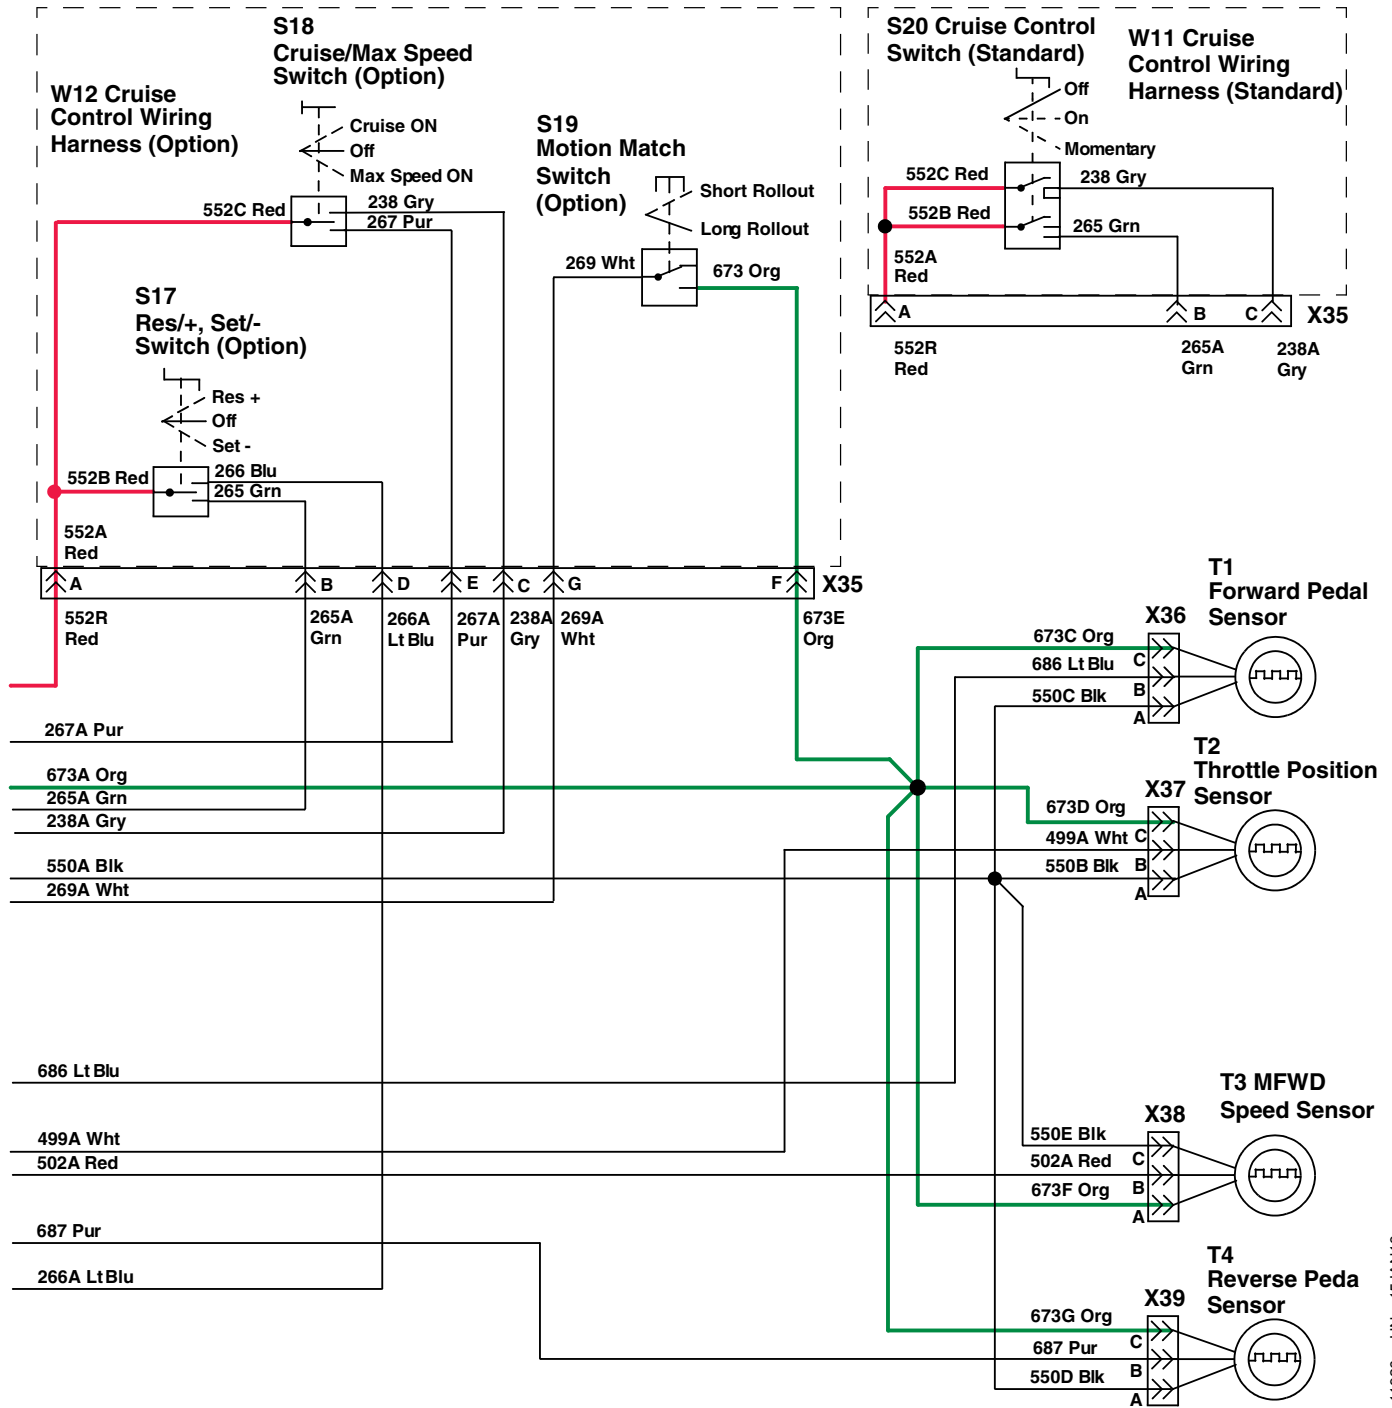 S18
Cruise/Max Speed
Switch (Option)
W12 Cruise
Control Wiring
Harness (Option)
Cruise ON
Off
Max Speed ON
552C Red
238 Gry
267 Pur
S19
Motion Match
Switch
(Option)
Short Rollout
Long Rollout
269 Wht
673 Org
S17
Res/+, Set/-
Switch (Option)
Res +
Off
Set -
552B Red
266 Blu
265 Grn
552A
Red
A
B
D
E
C
G
F
X35
552R
Red
265A
Grn
266A
Lt Blu
267A
Pur
238A
Gry
269A
Wht
673E
Org
S20 Cruise Control
Switch (Standard)
W11 Cruise
Control Wiring
Harness (Standard)
Off
On
Momentary
552C Red
238 Gry
552B Red
265 Grn
552A
Red
A
B
C
X35
552R
Red
265A
Grn
238A
Gry
T1
Forward Pedal
Sensor
X36
673C Org
C
686 Lt Blu
B
550C Blk
A
T2
Throttle Position
Sensor
X37
673D Org
499A Wht
C
550B Blk
B
A
267A Pur
673A Org
265A Grn
238A Gry
550A Blk
269A Wht
686 Lt Blu
499A Wht
502A Red
687 Pur
266A Lt Blu
T3 MFWD
Speed Sensor
X38
550E Blk
C
502A Red
B
673F Org
A
T4
Reverse Peda
Sensor
X39
673G Org
C
687 Pur
B
550D Blk
A